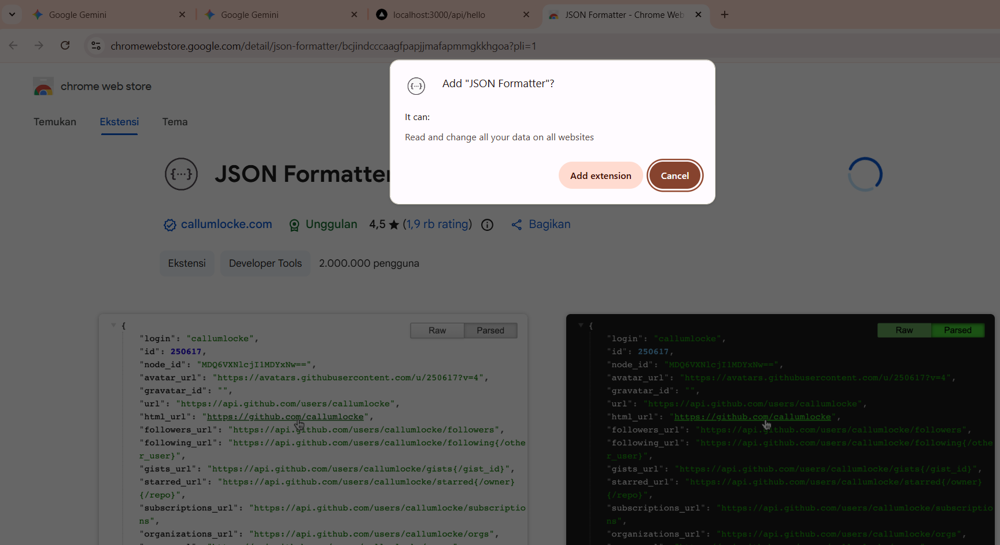 Google Gemini
Google Gemini
localhost:3000/api/hello
JSON Formatter - Chrome Web
chromewebstore.google.com/detail/json-formatter/bcjindcccaagfpapjjmafapmmgkkhgoa?pli=1
chrome web store
Temukan
Ekstensi
Tema
Add "JSON Formatter"?
It can:
Read and change all your data on all websites
Add extension
Cancel
JSON Formatter
callumlocke.com
Unggulan
4,5 ★ (1,9 rb rating)
Bagikan
Ekstensi
Developer Tools
2.000.000 pengguna
Raw
Parsed
{
"login": "callumlocke",
"id": 250617,
"node_id": "MDQ6VXNlcjI1MDYxNw==",
"avatar_url": "https://avatars.githubusercontent.com/u/250617?v=4",
"gravatar_id": "",
"url": "https://api.github.com/users/callumlocke",
"html_url": "https://github.com/callumlocke",
"followers_url": "https://api.github.com/users/callumlocke/followers",
"following_url": "https://api.github.com/users/callumlocke/following{/othe
r_user}",
"gists_url": "https://api.github.com/users/callumlocke/gists{/gist_id}",
"starred_url": "https://api.github.com/users/callumlocke/starred{/owner}
{/repo}",
"subscriptions_url": "https://api.github.com/users/callumlocke/subscriptio
ns",
"organizations_url": "https://api.github.com/users/callumlocke/orgs",
Raw
Parsed
{
"login": "callumlocke",
"id": 250617,
"node_id": "MDQ6VXNlcjI1MDYxNw==",
"avatar_url": "https://avatars.githubusercontent.com/u/250617?v=4",
"gravatar_id": "",
"url": "https://api.github.com/users/callumlocke",
"html_url": "https://github.com/callumlocke",
"followers_url": "https://api.github.com/users/callumlocke/followers",
"following_url": "https://api.github.com/users/callumlocke/following{/othe
r_user}",
"gists_url": "https://api.github.com/users/callumlocke/gists{/gist_id}",
"starred_url": "https://api.github.com/users/callumlocke/starred{/owner}
{/repo}",
"subscriptions_url": "https://api.github.com/users/callumlocke/subscriptio
ns",
"organizations_url": "https://api.github.com/users/callumlocke/orgs",